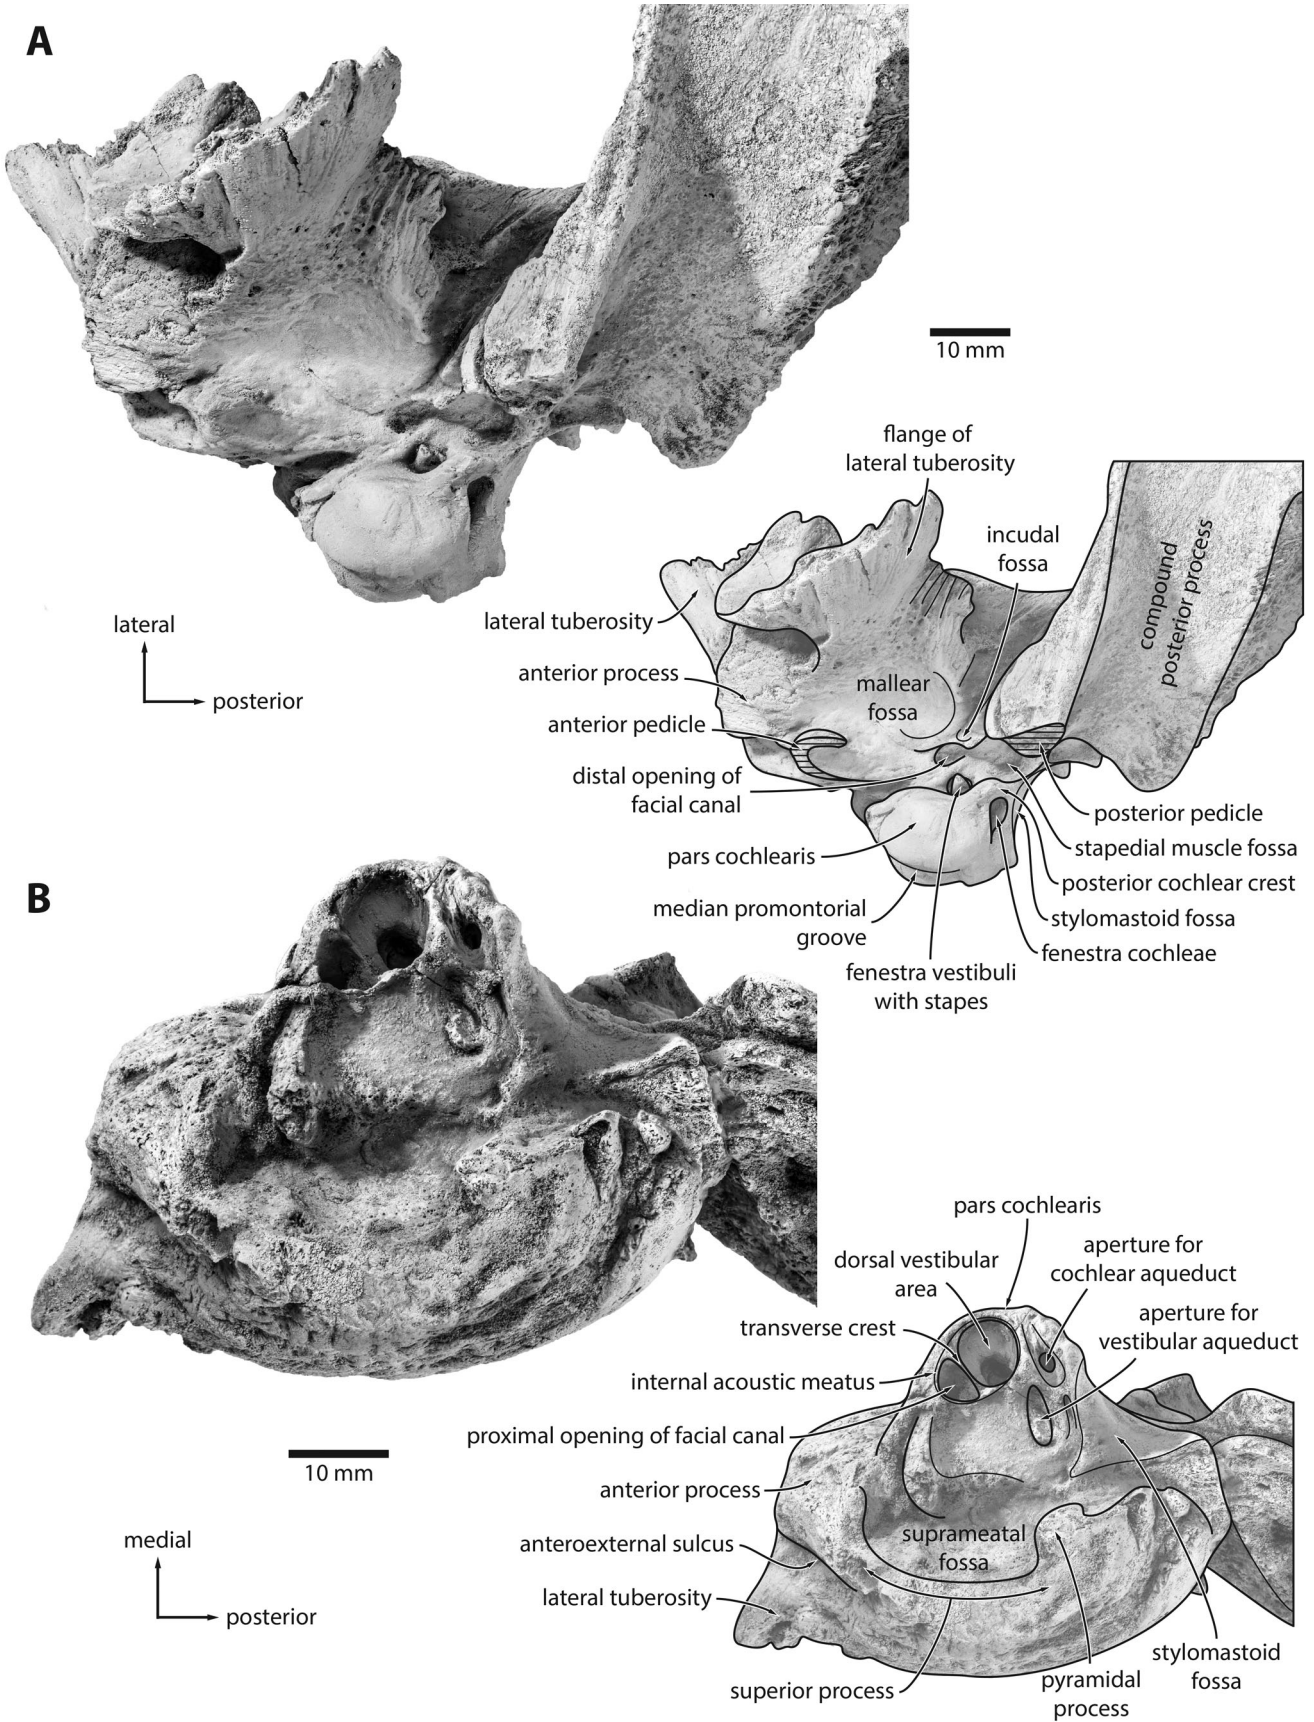 A
10 mm
flange of
lateral tuberosity
incudal
fossa
compound
posterior process
lateral
posterior
lateral tuberosity
anterior process
mallear
fossa
anterior pedicle
distal opening of
facial canal
posterior pedicle
stapedial muscle fossa
pars cochlearis
posterior cochlear crest
median promontorial
groove
stylomastoid fossa
fenestra cochleae
fenestra vestibuli
with stapes
B
pars cochlearis
dorsal vestibular
area
aperture for
cochlear aqueduct
transverse crest
aperture for
vestibular aqueduct
internal acoustic meatus
proximal opening of facial canal
10 mm
anterior process
suprameatal
fossa
anteroexternal sulcus
medial
posterior
lateral tuberosity
stylomastoid
fossa
pyramidal
process
superior process